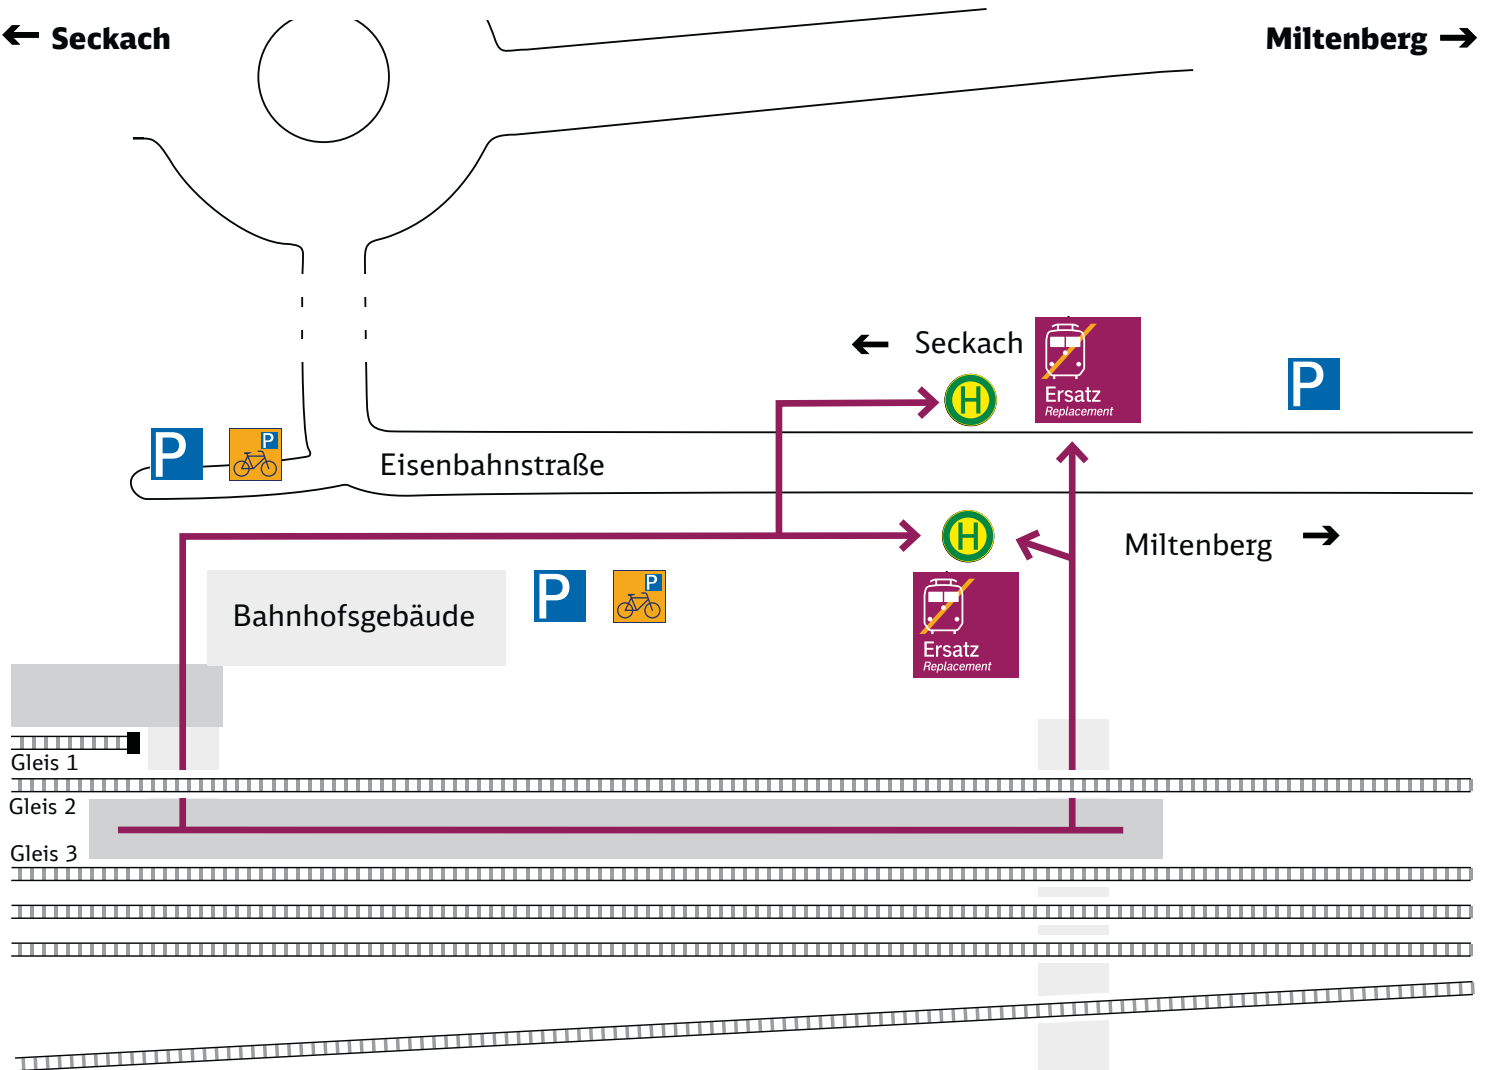 ← Seckach
Miltenberg →
← Seckach
Ersatz
Replacement
P
H
P
P
Eisenbahnstraße
H
Miltenberg →
P
P
Bahnhofsgebäude
Ersatz
Replacement
Gleis 1
Gleis 2
Gleis 3